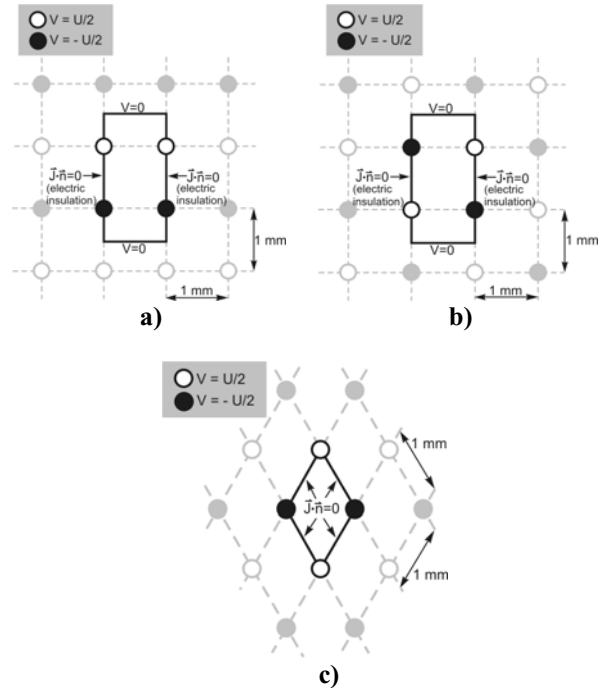 V = U/2
V = - U/2
V=0
J⃗·n⃗=0
(electric
insulation)
J⃗·n⃗=0
(electric
insulation)
V=0
1 mm
1 mm
a)
V = U/2
V = - U/2
V=0
J⃗·n⃗=0
(electric
insulation)
J⃗·n⃗=0
(electric
insulation)
V=0
1 mm
1 mm
b)
V = U/2
V = - U/2
1 mm
J⃗·n⃗=0
1 mm
c)